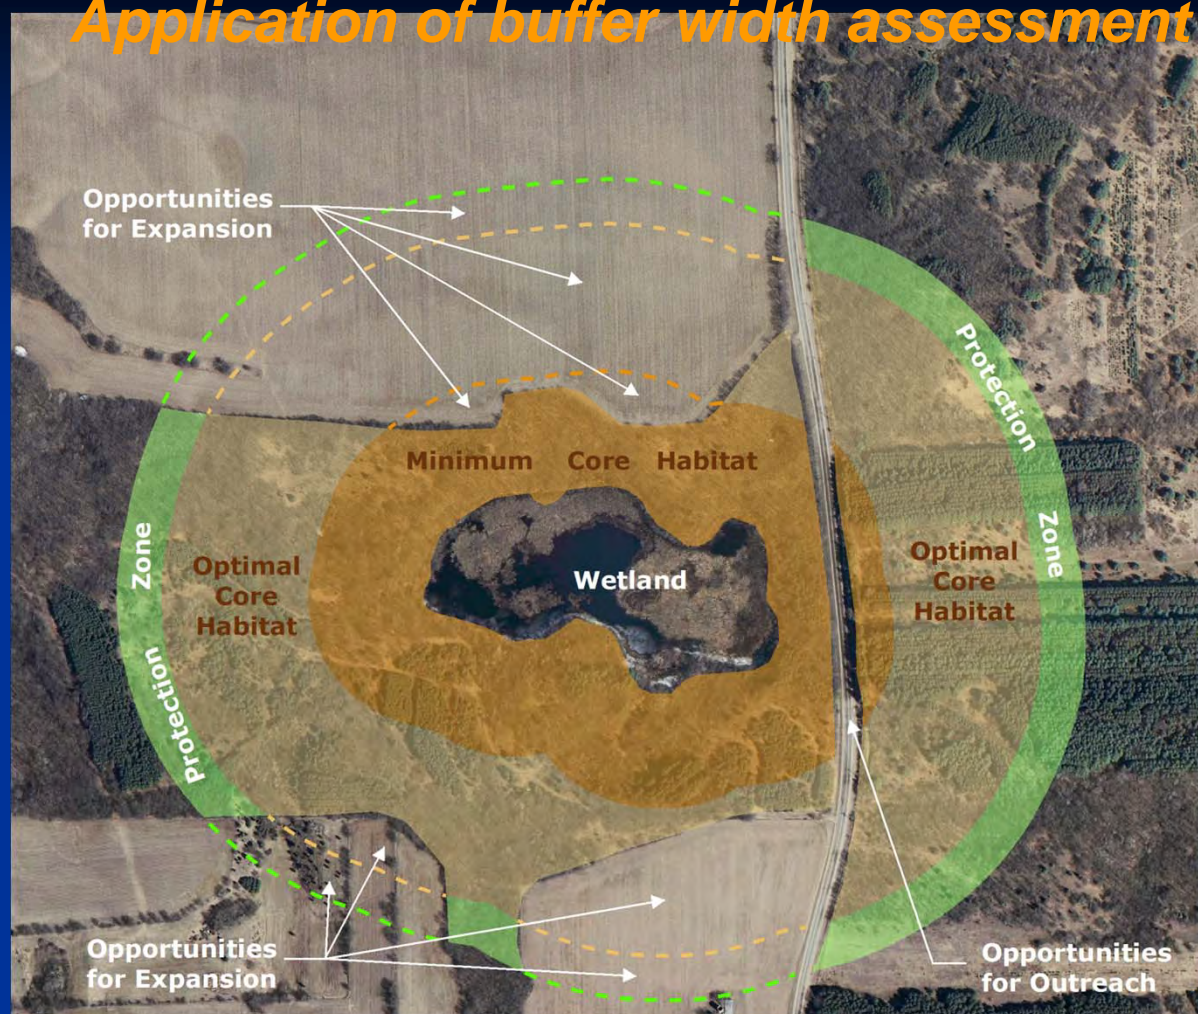 Application of buffer width assessment
Opportunities
for Expansion
Protection
Zone
Minimum Core Habitat
Wetland
Zone
Protection
Optimal
Core
Habitat
Optimal
Core
Habitat
Opportunities
for Expansion
Opportunities
for Outreach